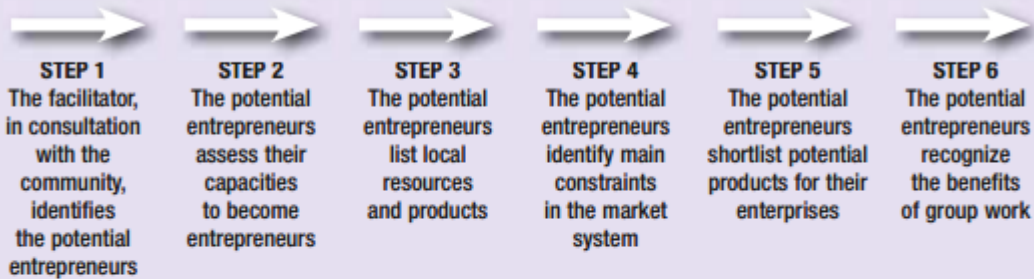 STEP 1
The facilitator,
in consultation
with the
community,
identifies
the potential
entrepreneurs
STEP 2
The potential
entrepreneurs
assess their
capacities
to become
entrepreneurs
STEP 3
The potential
entrepreneurs
list local
resources
and products
STEP 4
The potential
entrepreneurs
identify main
constraints
in the market
system
STEP 5
The potential
entrepreneurs
shortlist potential
products for their
enterprises
STEP 6
The potential
entrepreneurs
recognize
the benefits
of group work